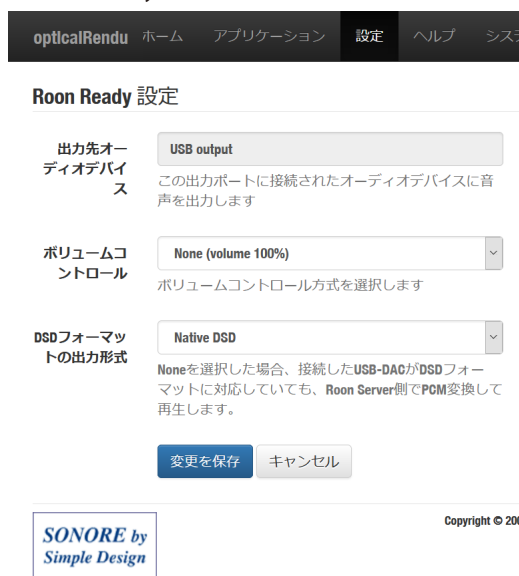 opticalRendu ホーム アプリケーション 設定 ヘルプ システ
Roon Ready 設定
出力先オー
ディオデバイ
ス
USB output
この出力ポートに接続されたオーディオデバイスに音
声を出力します
ボリュームコ
ントロール
None (volume 100%)
ボリュームコントロール方式を選択します
DSDフォーマッ
トの出力形式
Native DSD
Noneを選択した場合、接続したUSB-DACがDSDフォー
マットに対応していても、Roon Server側でPCM変換して
再生します。
変更を保存 キャンセル
SONORE by
Simple Design
Copyright © 200